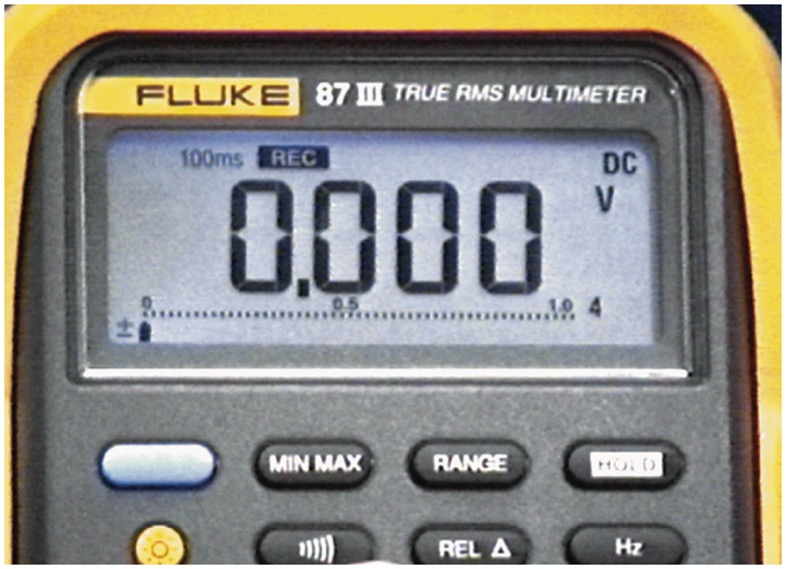 FLUKE 87 III TRUE RMS MULTIMETER
100ms REC DC
0.000 V
0 0.5 1.0 4
±
MIN MAX RANGE HOLD
REL Δ Hz